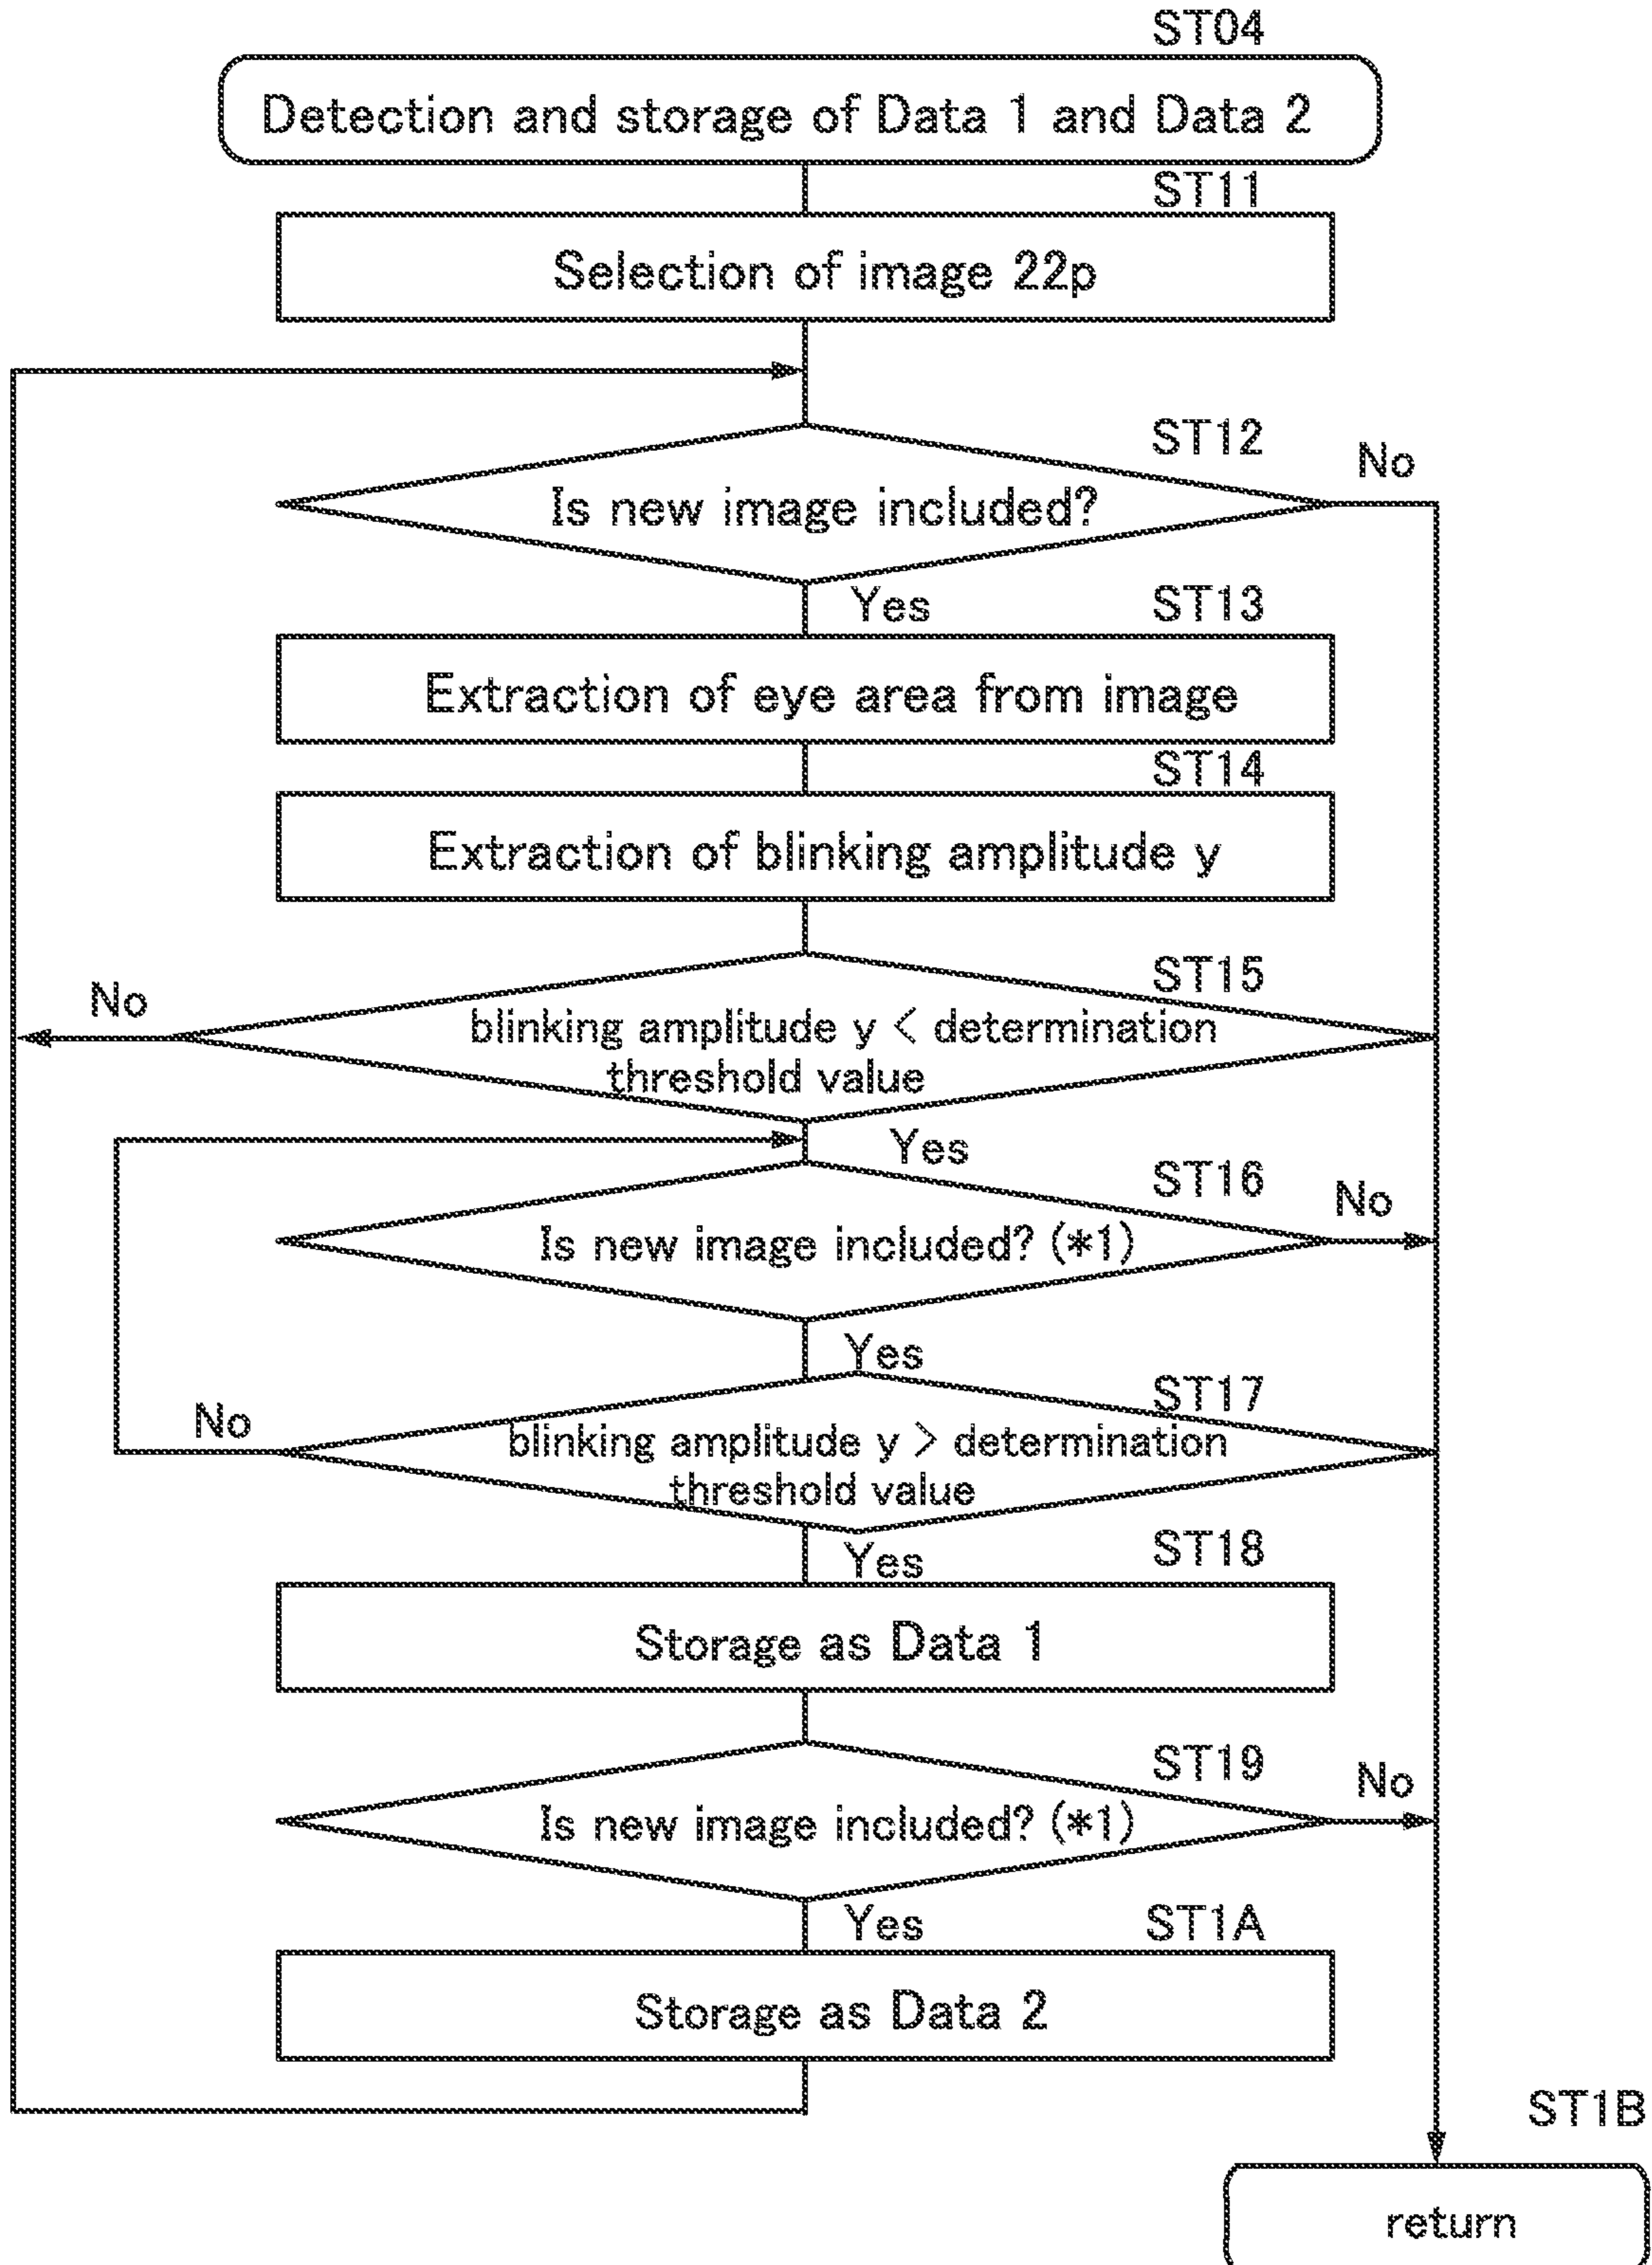 ST04
Detection and storage of Data 1 and Data 2
ST11
Selection of image 22p
ST12
No
Is new image included?
Yes
ST13
Extraction of eye area from image
ST14
Extraction of blinking amplitude y
ST15
No
blinking amplitude y < determination
threshold value
Yes
ST16
No
Is new image included? (*1)
Yes
ST17
No
blinking amplitude y > determination
threshold value
Yes
ST18
Storage as Data 1
ST19
No
Is new image included? (*1)
Yes
ST1A
Storage as Data 2
ST1B
return